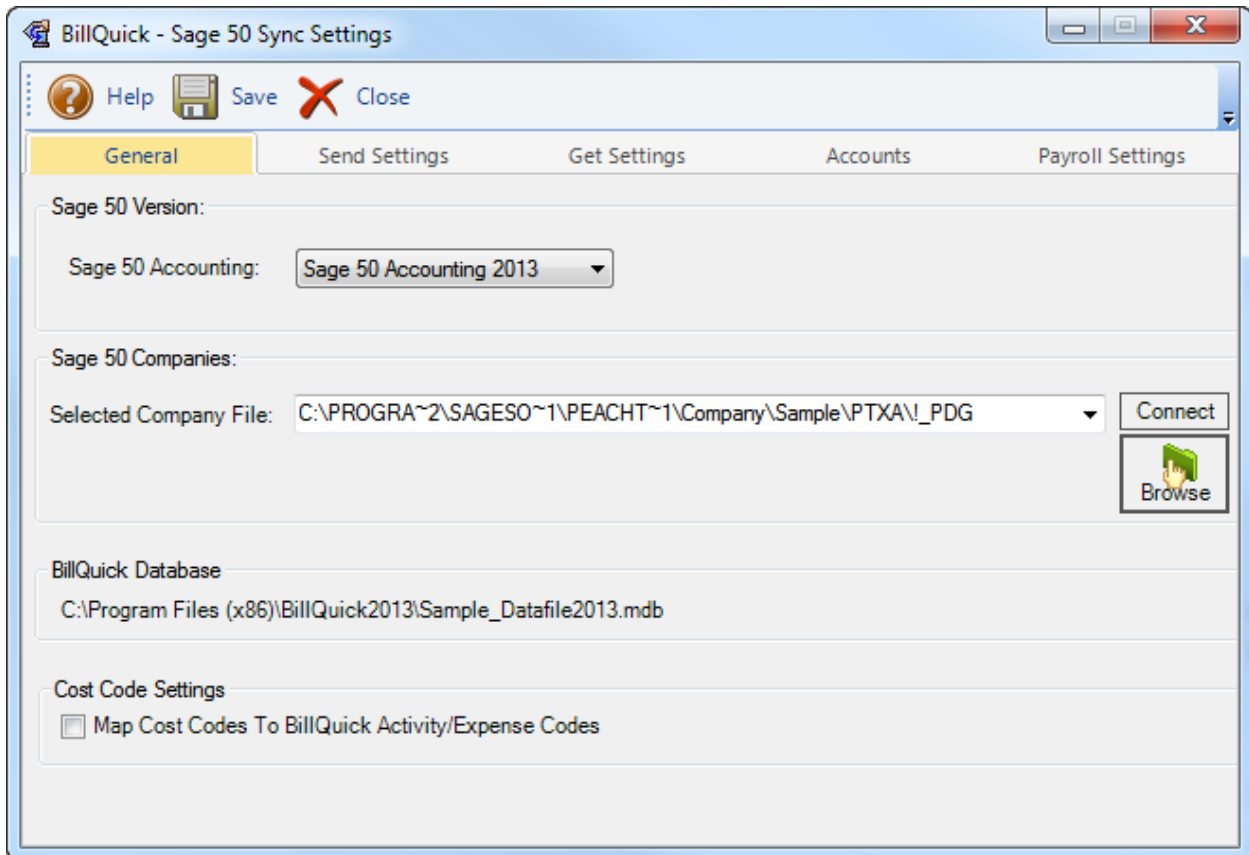 BillQuick - Sage 50 Sync Settings
Help Save Close
General Send Settings Get Settings Accounts Payroll Settings
Sage 50 Version:
Sage 50 Accounting: Sage 50 Accounting 2013
Sage 50 Companies:
Selected Company File: C:\PROGRA~2\SAGESO~1\PEACHT~1\Company\Sample\PTXA\!_PDG Connect
Browse
BillQuick Database
C:\Program Files (x86)\BillQuick2013\Sample_Datafile2013.mdb
Cost Code Settings
Map Cost Codes To BillQuick Activity/Expense Codes